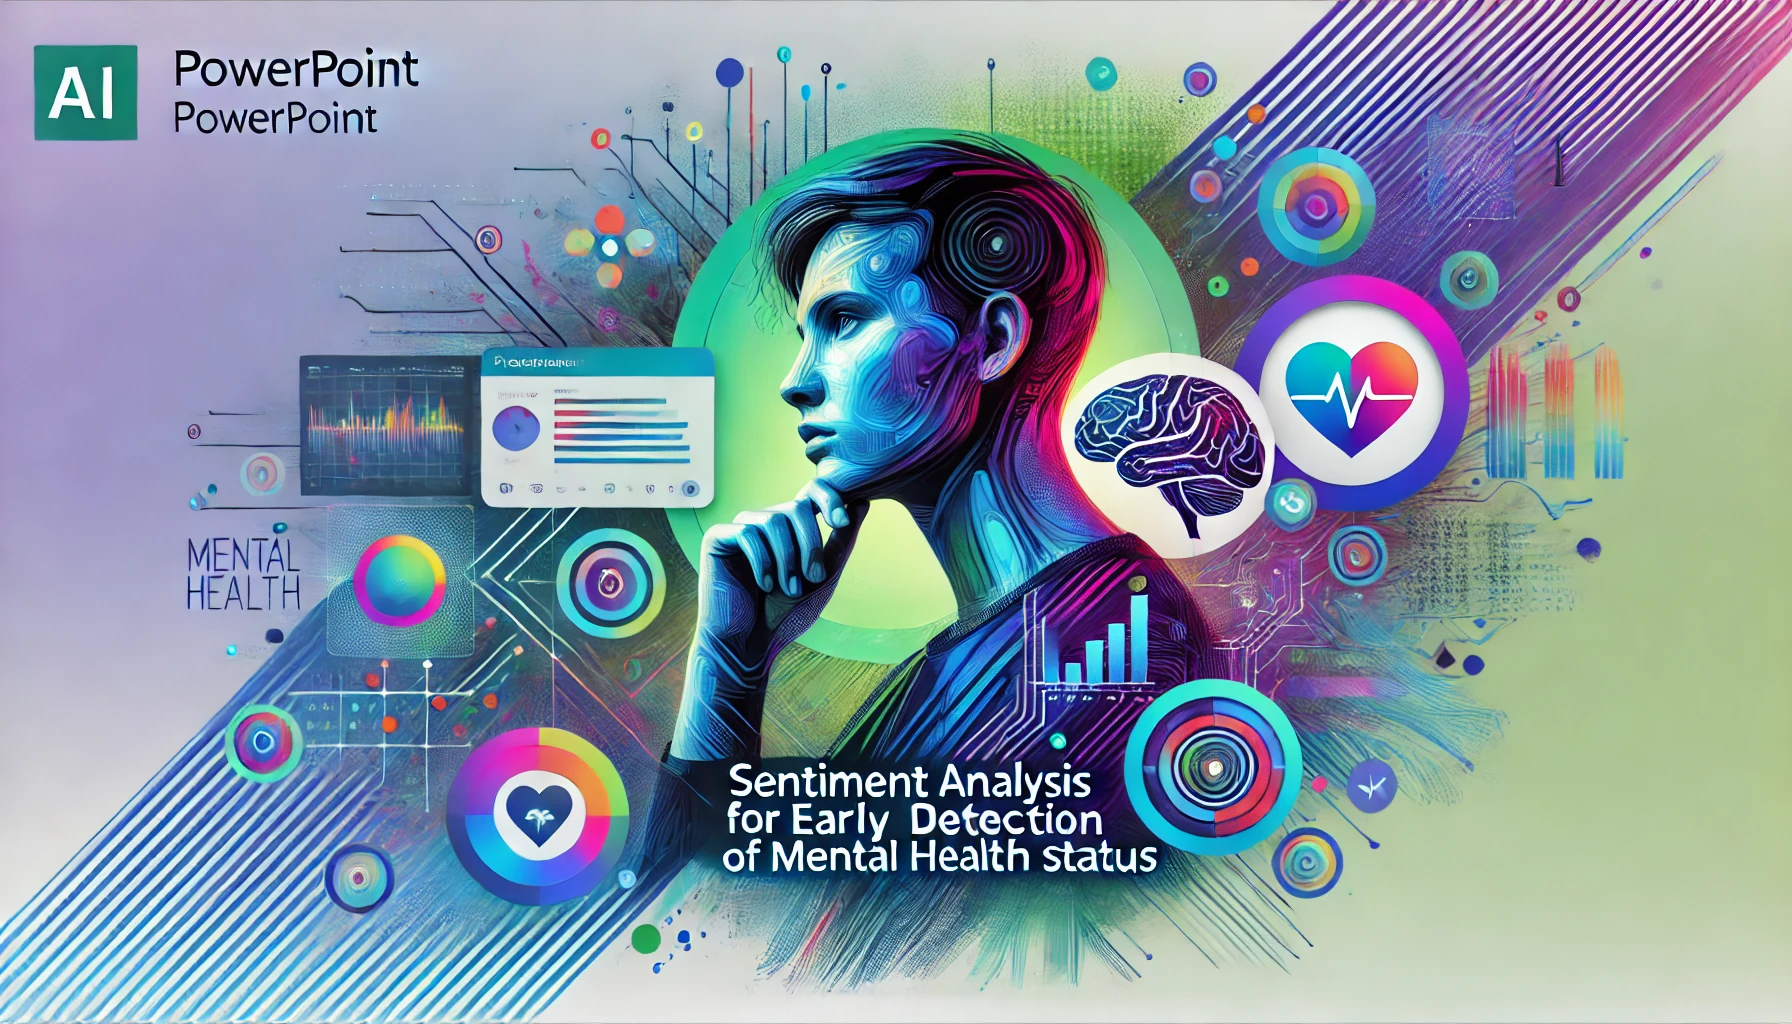 AI
PowerPoint
PowerPoint
MENTAL
HEALTH
Sentiment Analysis
for Early Detection
of Mental Health status